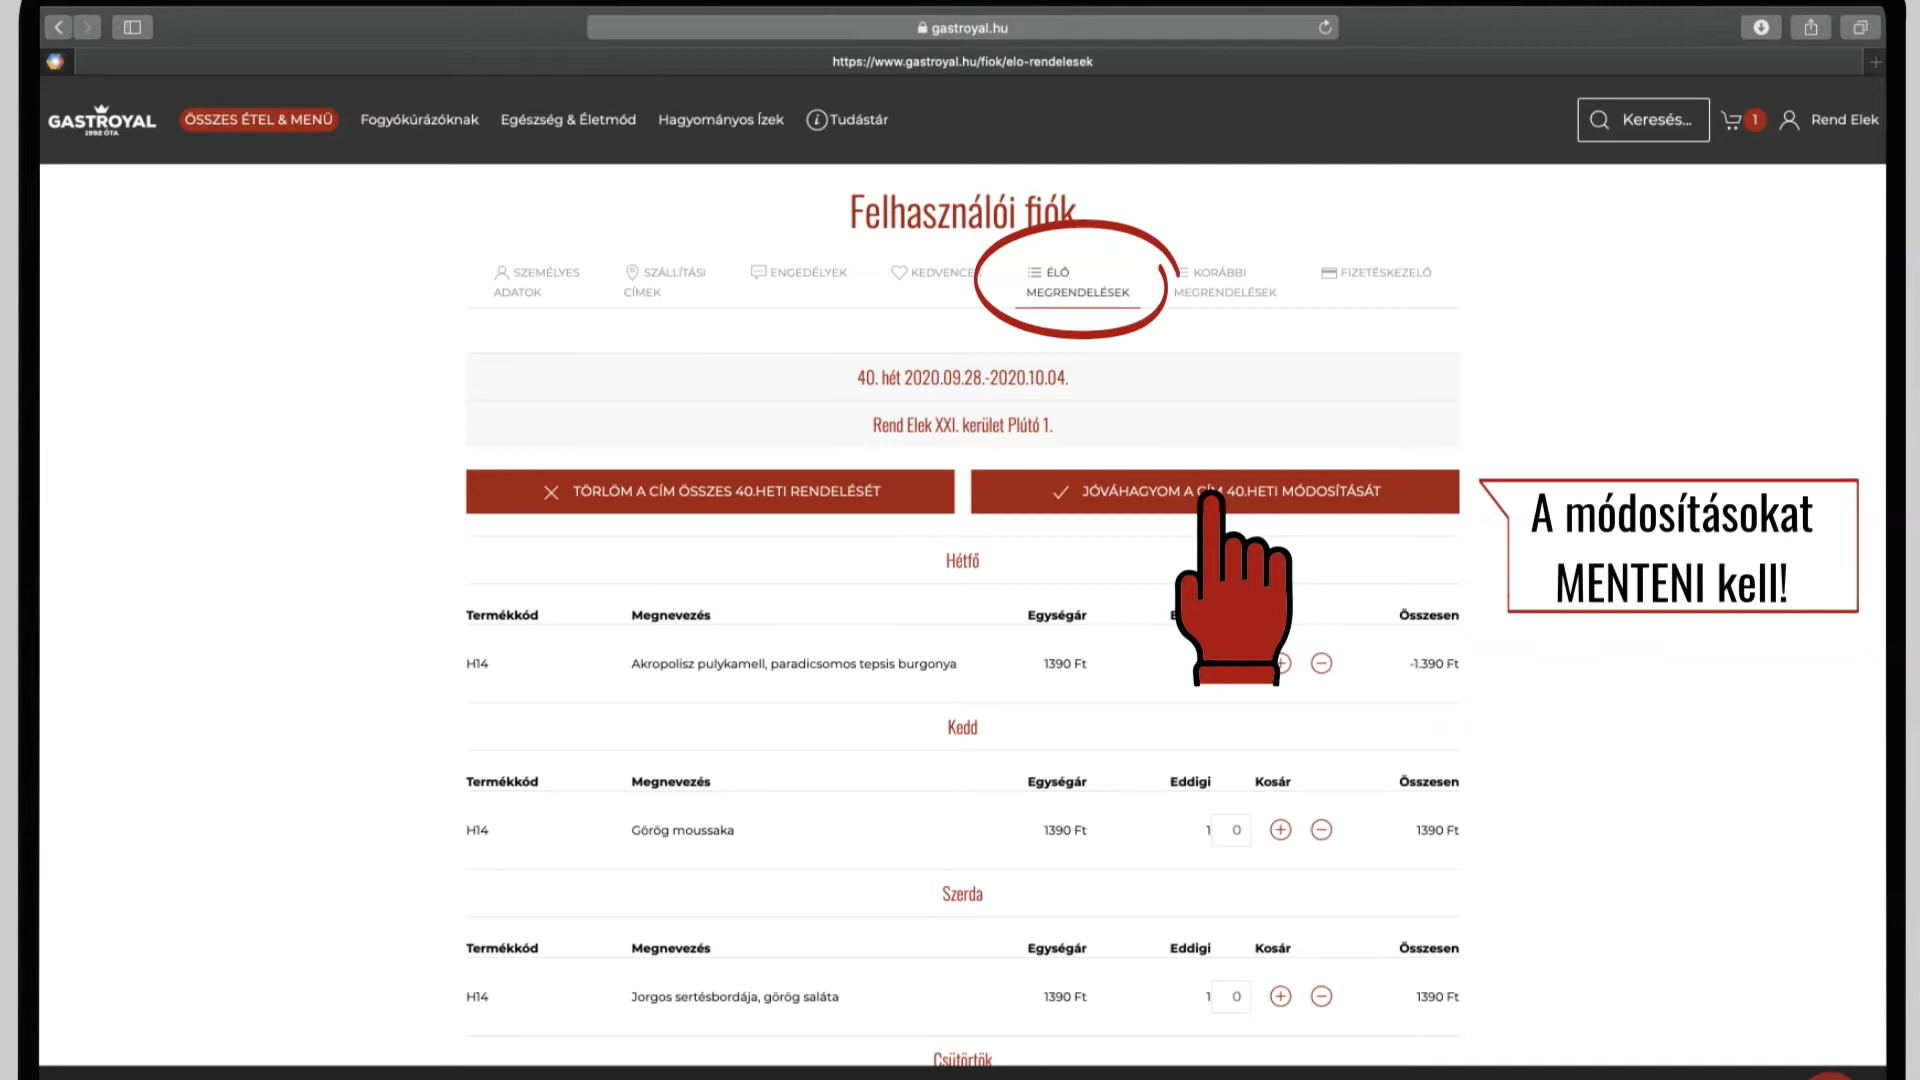 gastroyal.hu
https://www.gastroyal.hu/fiok/elo-rendelesek
GASTROYAL
1992 ÓTA
ÖSSZES ÉTEL & MENÜ
Fogyókúrázóknak
Egészség & Életmód
Hagyományos Ízek
Tudástár
Keresés...
1
Rend Elek
Felhasználói fiók
SZEMÉLYES
ADATOK
SZÁLLÍTÁSI
CÍMEK
ENGEDÉLYEK
KEDVENCEK
ÉLŐ
MEGRENDELÉSEK
KORÁBBI
MEGRENDELÉSEK
FIZETÉSKEZELŐ
40. hét 2020.09.28.-2020.10.04.
Rend Elek XXI. kerület Plútó 1.
TÖRLÖM A CÍM ÖSSZES 40.HETI RENDELÉSÉT
JÓVÁHAGYOM A CÍM 40.HETI MÓDOSÍTÁSÁT
A módosításokat
MENTENI kell!
Hétfő
Termékkód Megnevezés Egységár Összesen
H14 Akropolisz pulykamell, paradicsomos tepsis burgonya 1390 Ft -1.390 Ft
Kedd
Termékkód Megnevezés Egységár Eddigi Kosár Összesen
H14 Görög moussaka 1390 Ft 1 0 1390 Ft
Szerda
Termékkód Megnevezés Egységár Eddigi Kosár Összesen
H14 Jorgos sertésbordája, görög saláta 1390 Ft 1 0 1390 Ft
Csütörtök